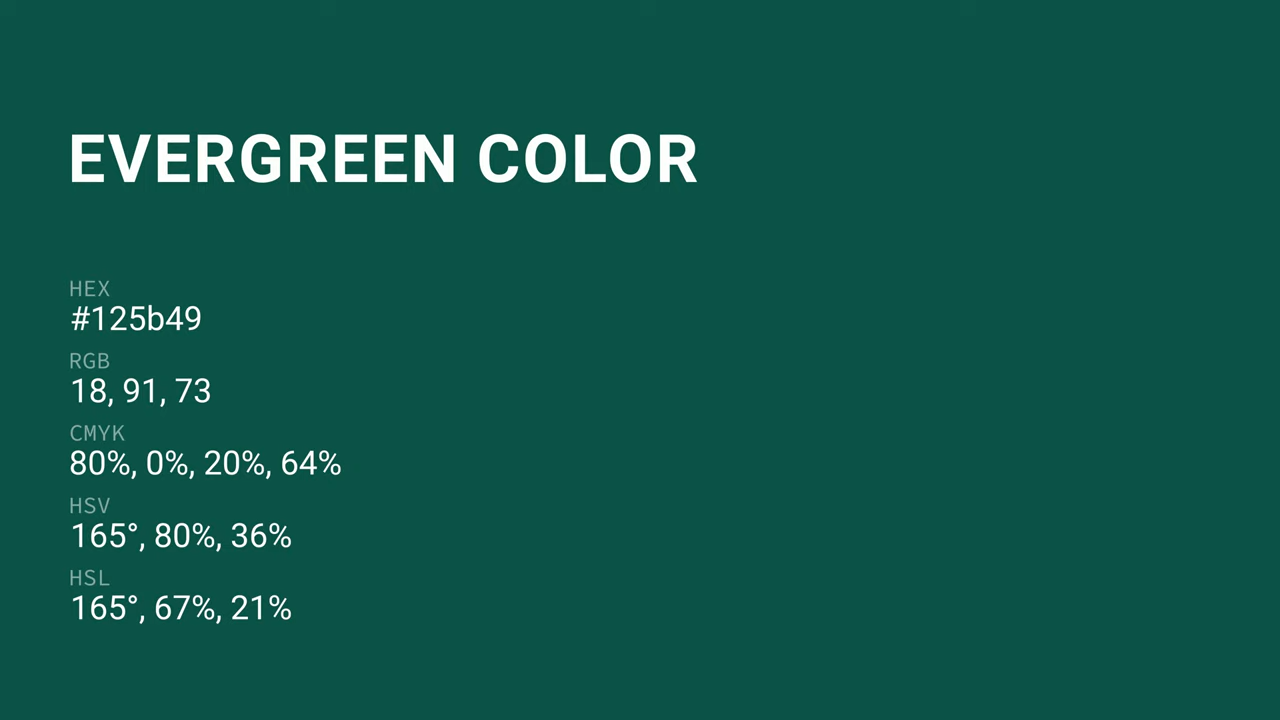 EVERGREEN COLOR
HEX
#125b49
RGB
18, 91, 73
CMYK
80%, 0%, 20%, 64%
HSV
165°, 80%, 36%
HSL
165°, 67%, 21%